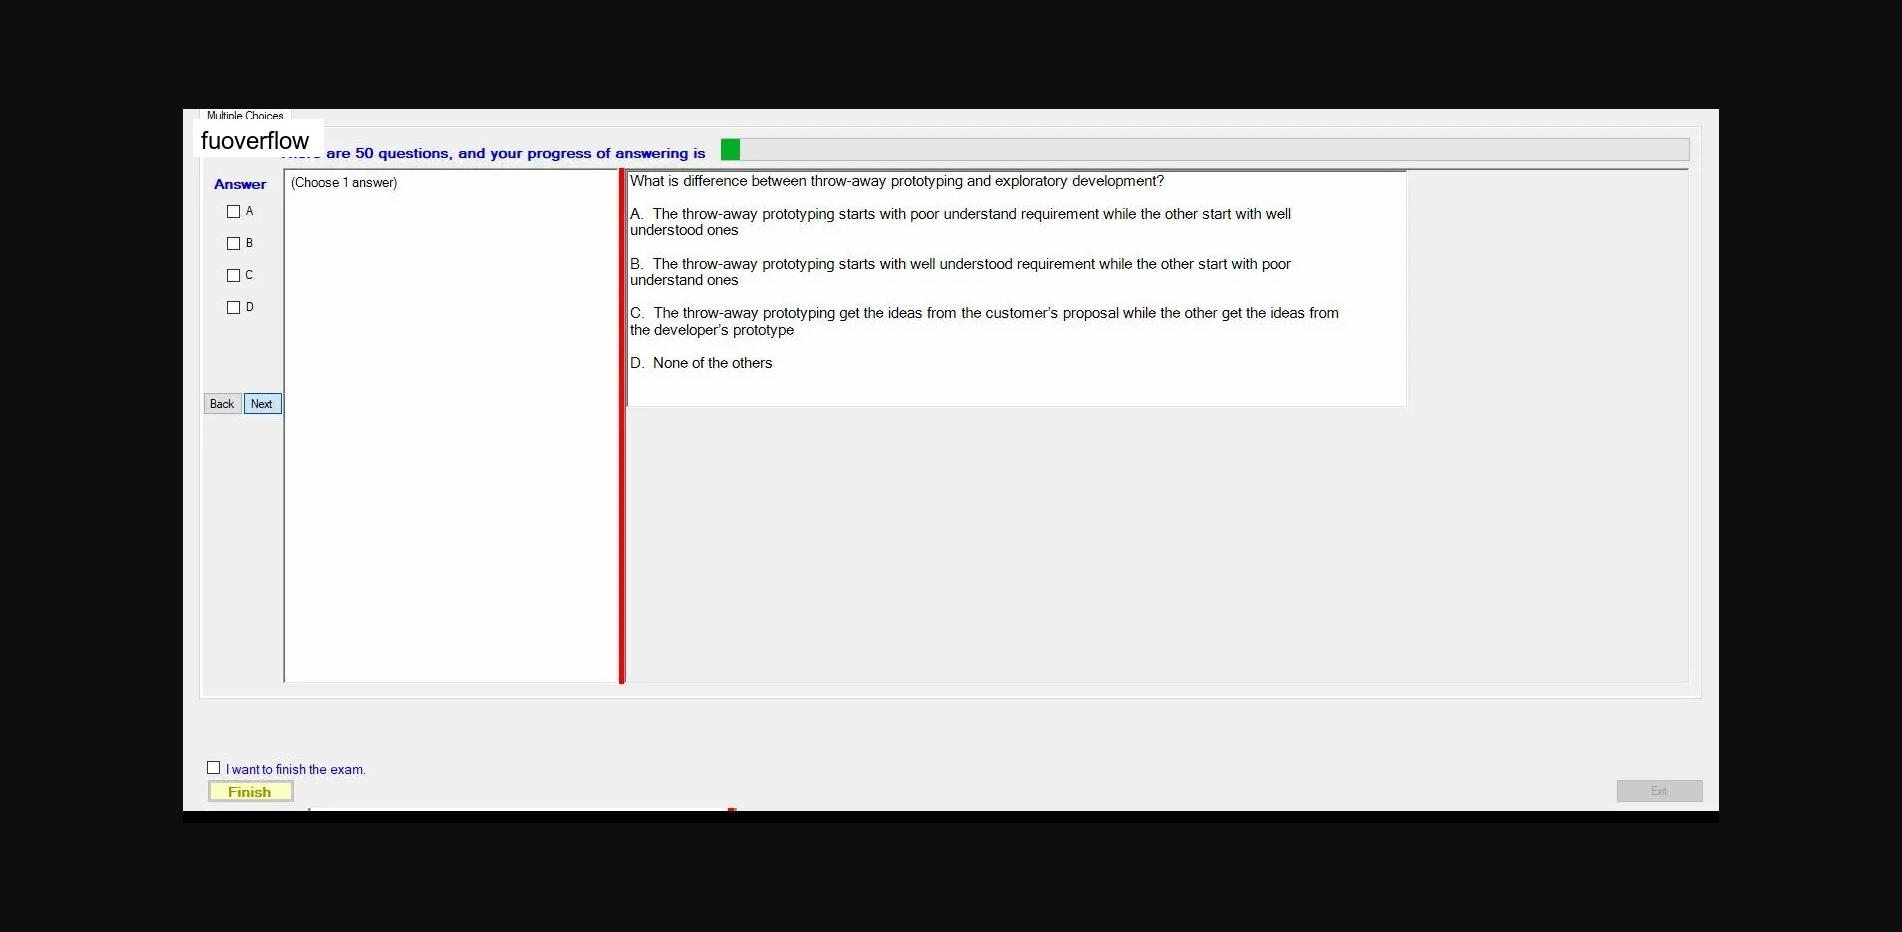 Multiple Choices
fuoverflow
are 50 questions, and your progress of answering is
Answer
(Choose 1 answer)
A
B
C
D
Back
Next
What is difference between throw-away prototyping and exploratory development?
A. The throw-away prototyping starts with poor understand requirement while the other start with well
understood ones
B. The throw-away prototyping starts with well understood requirement while the other start with poor
understand ones
C. The throw-away prototyping get the ideas from the customer’s proposal while the other get the ideas from
the developer’s prototype
D. None of the others
I want to finish the exam.
Finish
Exit